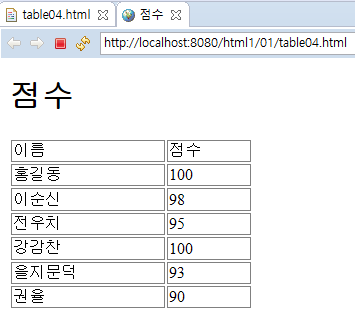 table04.html 점수
http://localhost:8080/html1/01/table04.html
점수
이름 점수
홍길동 100
이순신 98
전우치 95
강감찬 100
을지문덕 93
권율 90